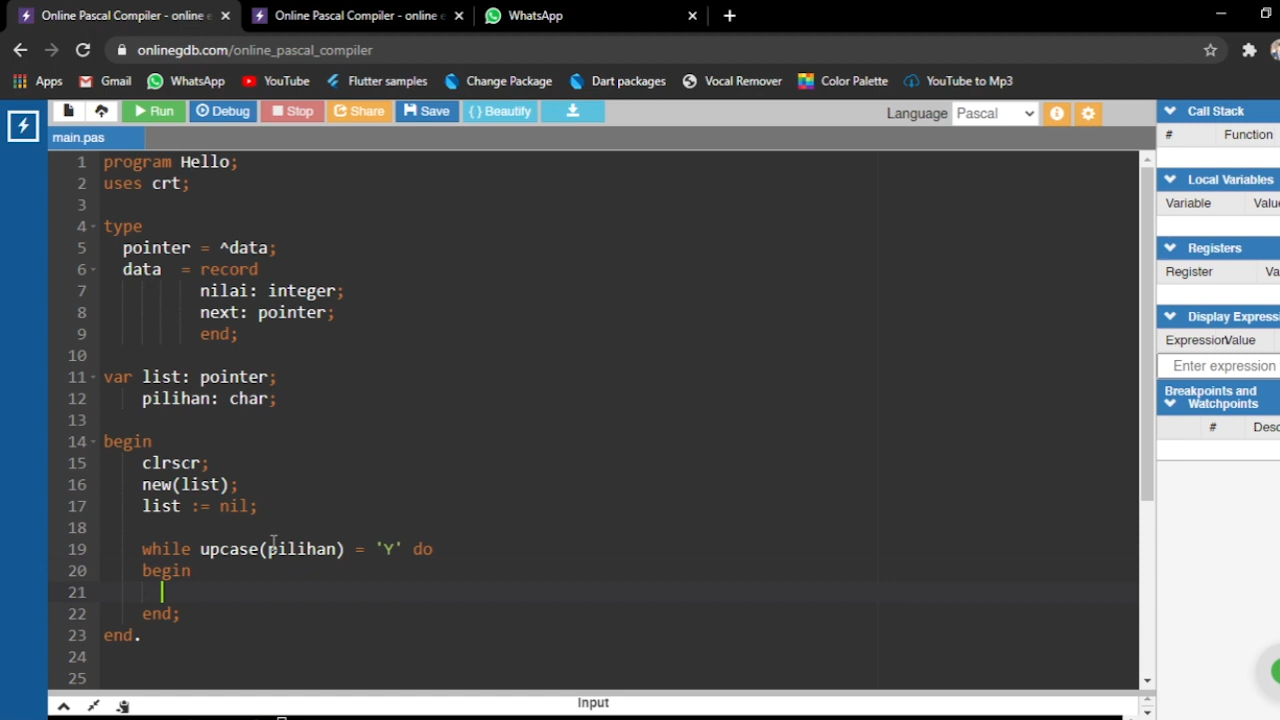 Online Pascal Compiler - online e
Online Pascal Compiler - online e
WhatsApp
onlinegdb.com/online_pascal_compiler
Apps
Gmail
WhatsApp
YouTube
Flutter samples
Change Package
Dart packages
Vocal Remover
Color Palette
YouTube to Mp3
Run
Debug
Stop
Share
Save
{ } Beautify
Language
Pascal
main.pas
1 program Hello;
2 uses crt;
3
4 type
5 pointer = ^data;
6 data = record
7 nilai: integer;
8 next: pointer;
9 end;
10
11 var list: pointer;
12 pilihan: char;
13
14 begin
15 clrscr;
16 new(list);
17 list := nil;
18
19 while upcase(pilihan) = 'Y' do
20 begin
21
22 end;
23 end.
24
25
Input
Call Stack
# Function
Local Variables
Variable Value
Registers
Register Va
Display Expressi
Expression Value
Enter expression
Breakpoints and
Watchpoints
# Desc